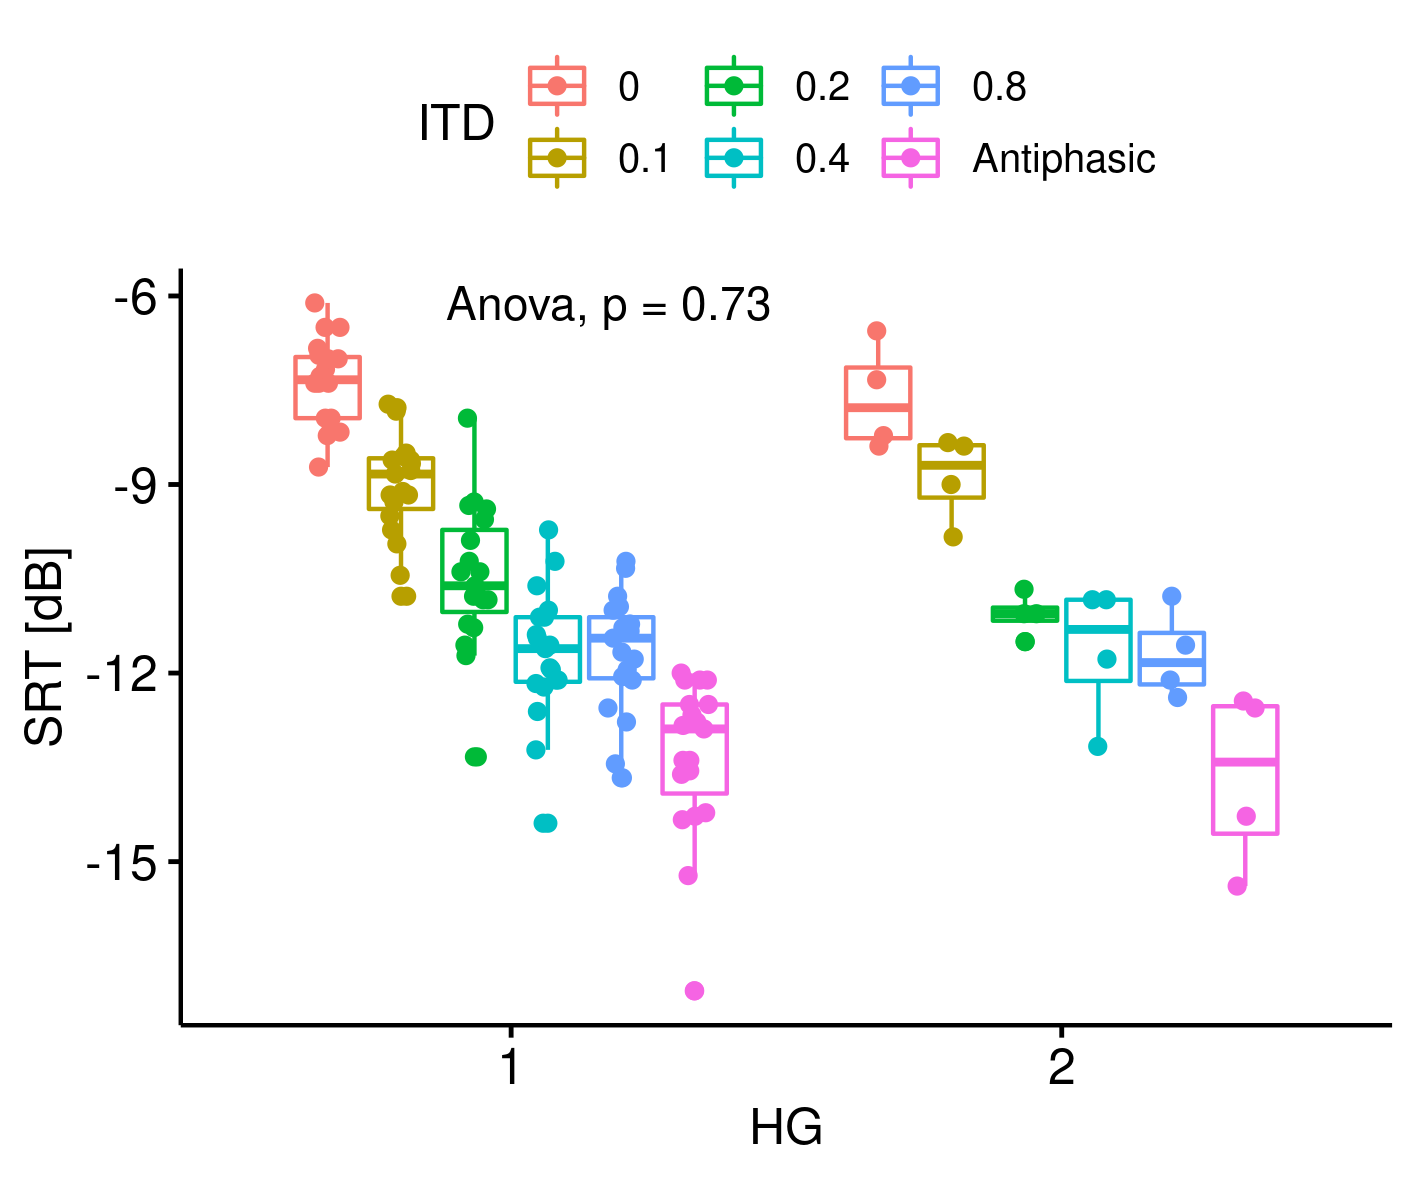 ITD
0
0.2
0.8
0.1
0.4
Antiphasic
Anova, p = 0.73
SRT [dB]
-6
-9
-12
-15
1
2
HG